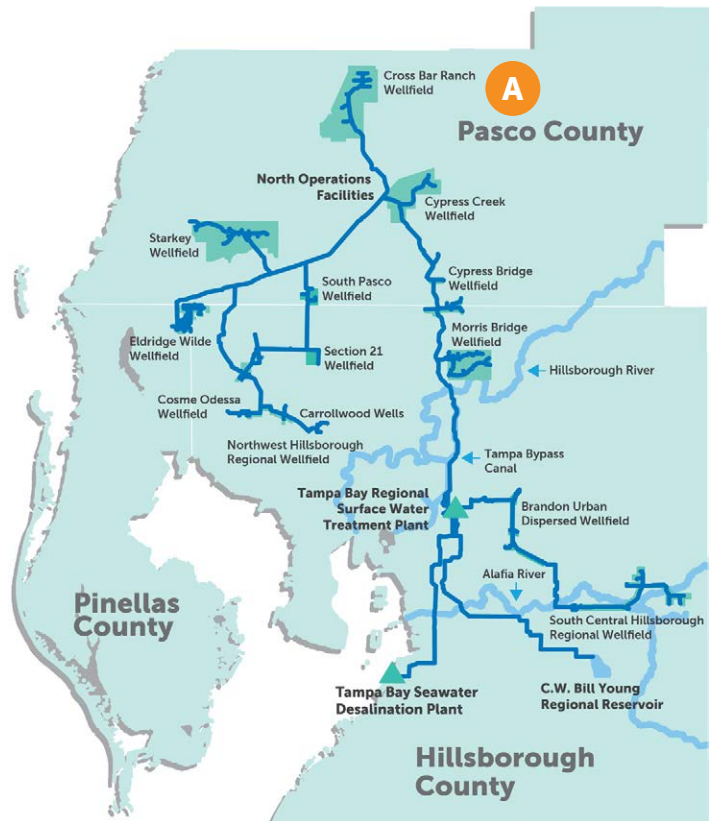 Cross Bar Ranch
Wellfield
A
Pasco County
North Operations
Facilities
Cypress Creek
Wellfield
Starkey
Wellfield
South Pasco
Wellfield
Cypress Bridge
Wellfield
Eldridge Wilde
Wellfield
Morris Bridge
Wellfield
Section 21
Wellfield
Hillsborough River
Cosme Odessa
Wellfield
Carrollwood Wells
Northwest Hillsborough
Regional Wellfield
Tampa Bypass
Canal
Tampa Bay Regional
Surface Water
Treatment Plant
Brandon Urban
Dispersed Wellfield
Alafia River
Pinellas
County
South Central Hillsborough
Regional Wellfield
Tampa Bay Seawater
Desalination Plant
C.W. Bill Young
Regional Reservoir
Hillsborough
County